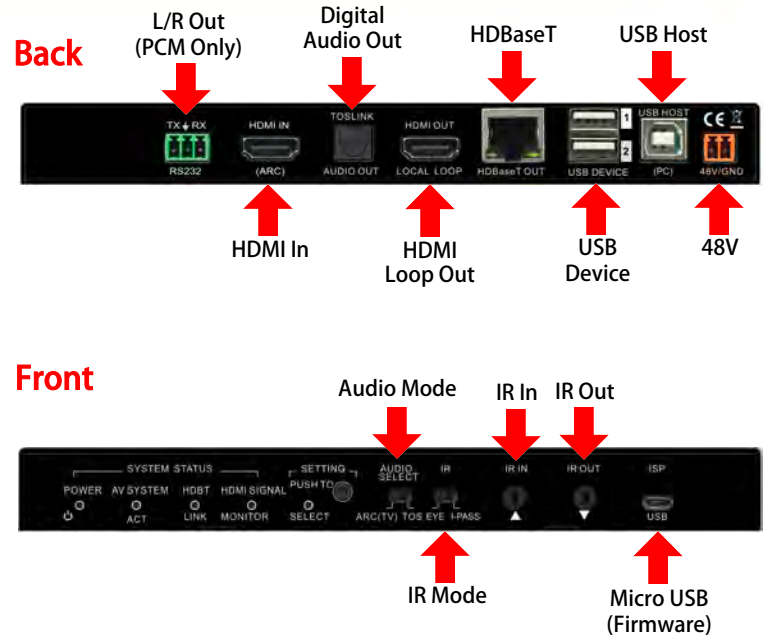 Back
L/R Out
(PCM Only)
Digital
Audio Out
HDBaseT
USB Host
TX RX
RS232
HDMI IN
(ARC)
TOSLINK
AUDIO OUT
HDMI OUT
LOCAL LOOP
HDBaseT OUT
1
2
USB DEVICE
USB HOST
(PC)
CE
48V/GND
HDMI In
HDMI
Loop Out
USB
Device
48V
Front
Audio Mode
IR In
IR Out
SYSTEM STATUS
POWER
AV SYSTEM
ACT
HDBT
LINK
HDMI SIGNAL
MONITOR
SETTING
PUSH TO
SELECT
AUDIO
SELECT
ARC(TV) TOS
IR
EYE I-PASS
IR IN
IR OUT
ISP
USB
IR Mode
Micro USB
(Firmware)